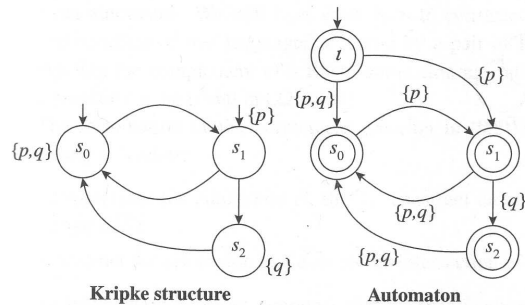 ι
{p}
{p,q}
{p}
{p}
{p,q}
s0
s1
s0
s1
{q}
{p,q}
s2
{q}
{p,q}
s2
Kripke structure
Automaton